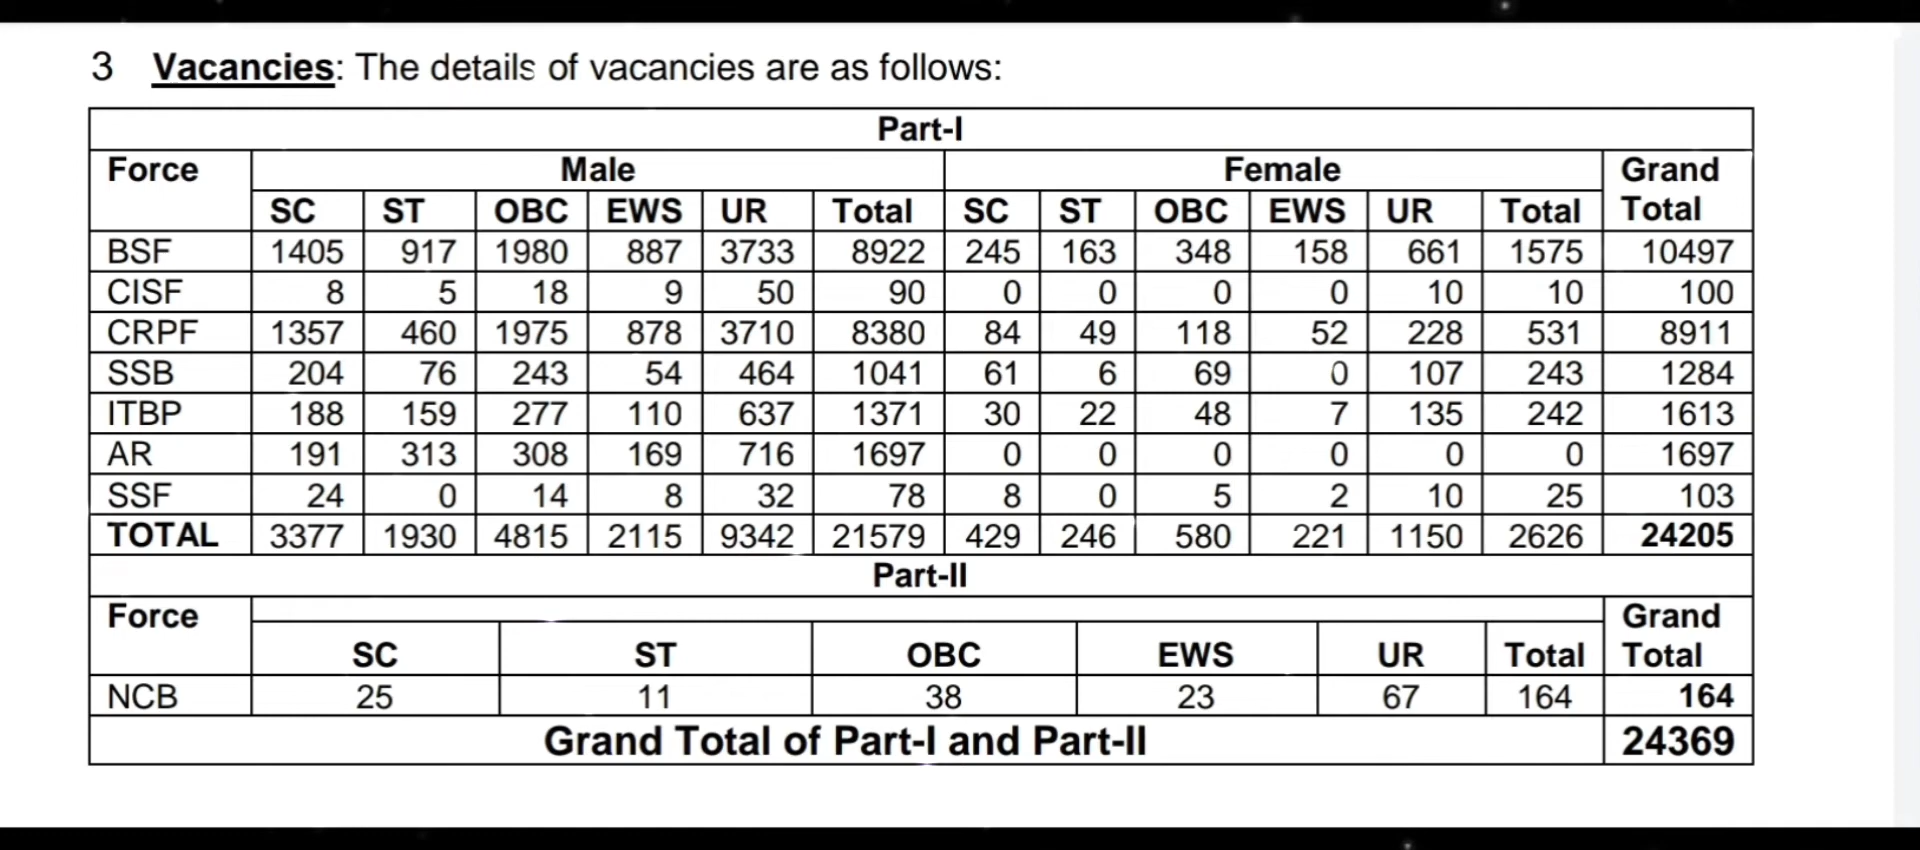 3 Vacancies: The details of vacancies are as follows:
Part-I
Force Male Female Grand Total
SC ST OBC EWS UR Total SC ST OBC EWS UR Total
BSF 1405 917 1980 887 3733 8922 245 163 348 158 661 1575 10497
CISF 8 5 18 9 50 90 0 0 0 0 10 10 100
CRPF 1357 460 1975 878 3710 8380 84 49 118 52 228 531 8911
SSB 204 76 243 54 464 1041 61 6 69 0 107 243 1284
ITBP 188 159 277 110 637 1371 30 22 48 7 135 242 1613
AR 191 313 308 169 716 1697 0 0 0 0 0 0 1697
SSF 24 0 14 8 32 78 8 0 5 2 10 25 103
TOTAL 3377 1930 4815 2115 9342 21579 429 246 580 221 1150 2626 24205
Part-II
Force Grand Total
SC ST OBC EWS UR Total
NCB 25 11 38 23 67 164 164
Grand Total of Part-I and Part-II 24369